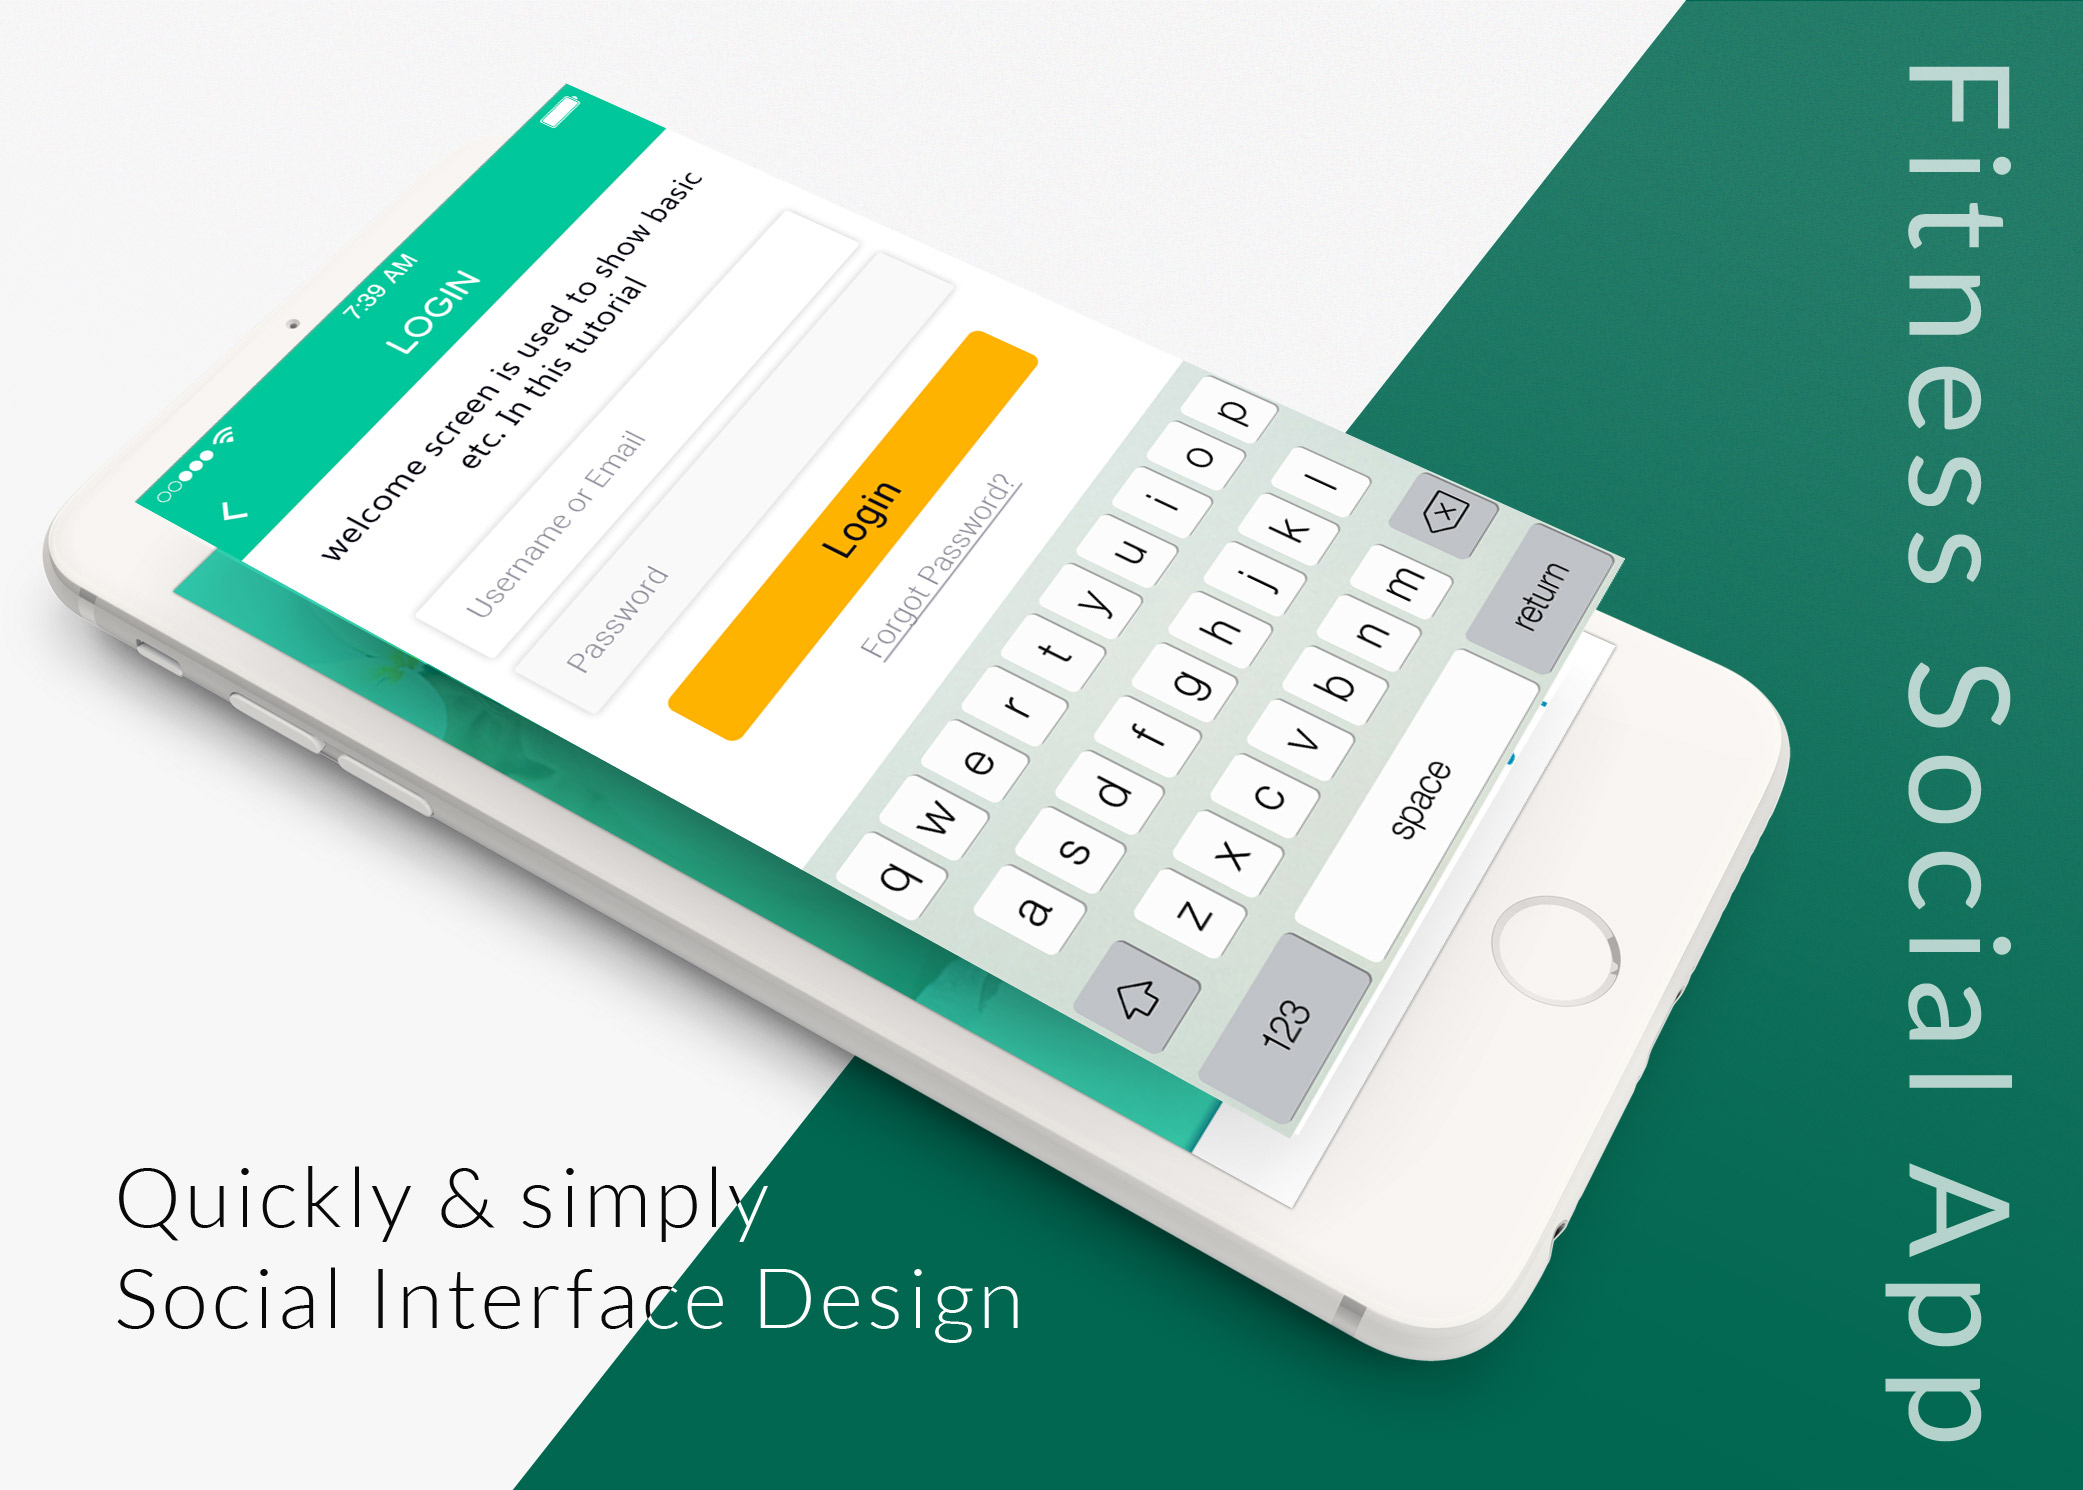 7:39 AM
LOGIN
welcome screen is used to show basic
etc. In this tutorial
Username or Email
Password
Login
Forgot Password?
q w e r t y u i o p
a s d f g h j k l
z x c v b n m
123 space return
Quickly & simply
Social Interface Design
Fitness Social App